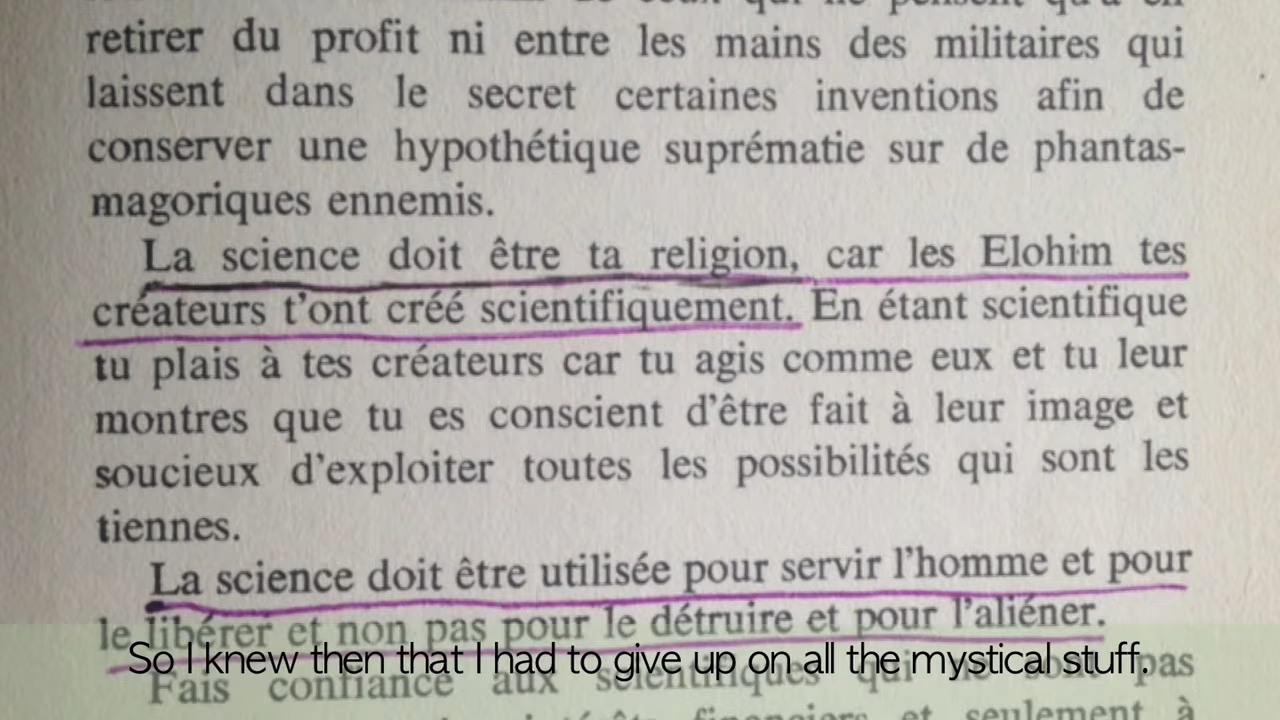 retirer du profit ni entre les mains des militaires qui
laissent dans le secret certaines inventions afin de
conserver une hypothétique suprématie sur de phantas-
magoriques ennemis.
La science doit être ta religion, car les Elohim tes
créateurs t'ont créé scientifiquement. En étant scientifique
tu plais à tes créateurs car tu agis comme eux et tu leur
montres que tu es conscient d'être fait à leur image et
soucieux d'exploiter toutes les possibilités qui sont les
tiennes.
La science doit être utilisée pour servir l'homme et pour
le libérer et non pas pour le détruire et pour l'aliéner.
So I knew then that I had to give up on all the mystical stuff.
Fais confiance aux scientifiques qui ne sont pas
financiers et seulement à